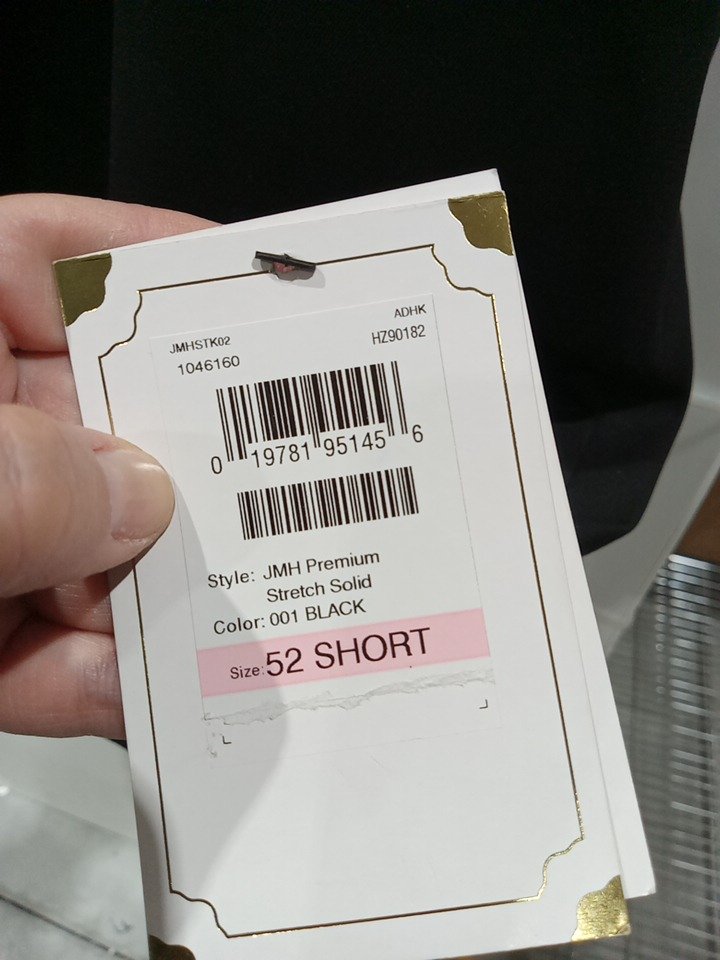 JMHSTK02
ADHK
1046160
HZ90182
0 19781 95145 6
Style: JMH Premium
Stretch Solid
Color: 001 BLACK
Size: 52 SHORT